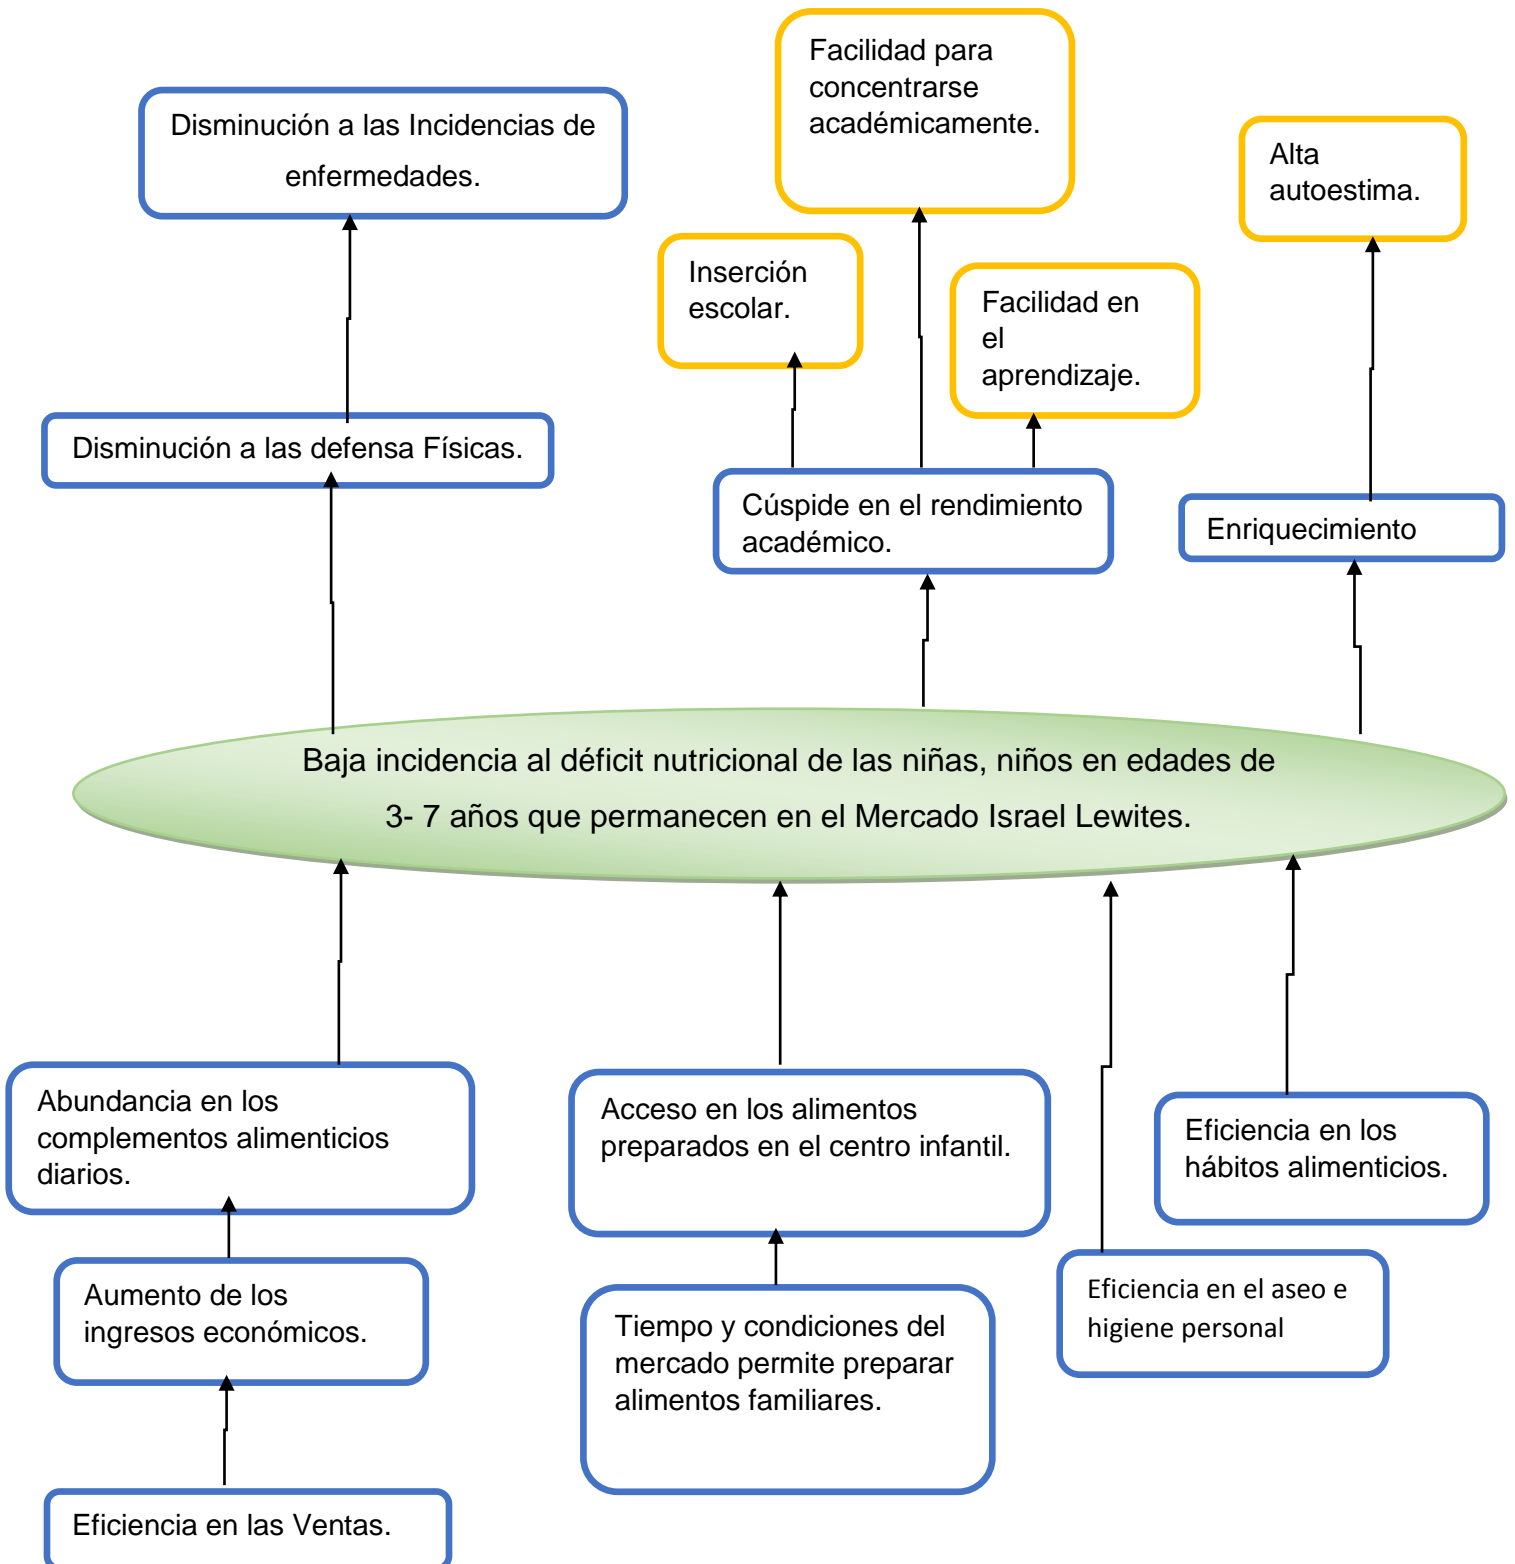 Facilidad para
concentrarse
académicamente.
Disminución a las Incidencias de
enfermedades.
Alta
autoestima.
Inserción
escolar.
Facilidad en
el
aprendizaje.
Disminución a las defensa Físicas.
Cúspide en el rendimiento
académico.
Enriquecimiento
Baja incidencia al déficit nutricional de las niñas, niños en edades de
3- 7 años que permanecen en el Mercado Israel Lewites.
Abundancia en los
complementos alimenticios
diarios.
Acceso en los alimentos
preparados en el centro infantil.
Eficiencia en los
hábitos alimenticios.
Aumento de los
ingresos económicos.
Tiempo y condiciones del
mercado permite preparar
alimentos familiares.
Eficiencia en el aseo e
higiene personal
Eficiencia en las Ventas.